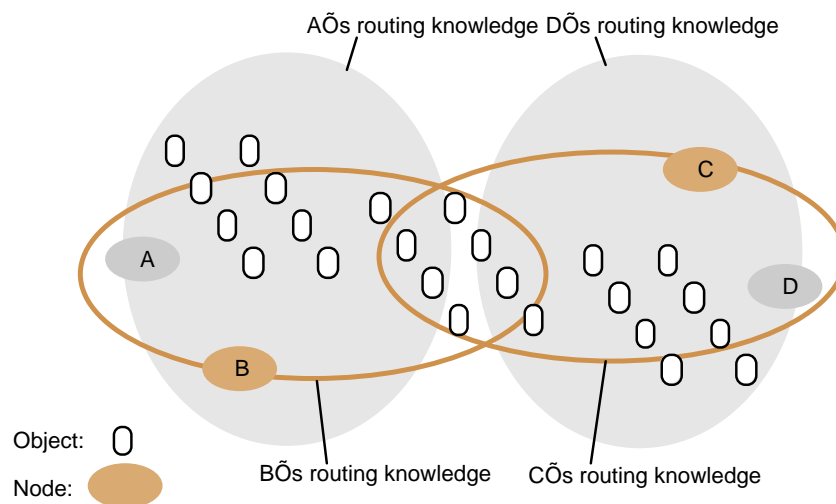 AÕs routing knowledge DÕs routing knowledge
C
A
D
B
Object:
BÕs routing knowledge CÕs routing knowledge
Node: